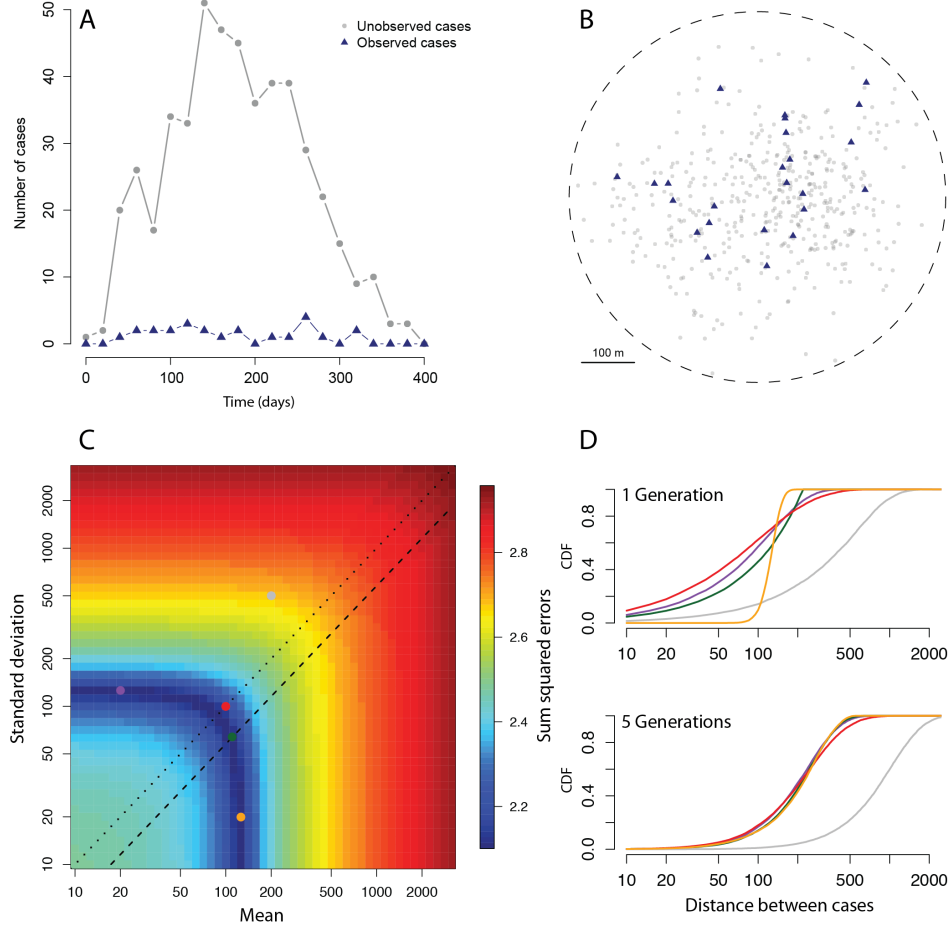 A
Unobserved cases
Observed cases
Number of cases
50
40
30
20
10
0
0 100 200 300 400
Time (days)
B
100 m
C
Standard deviation
2000
1000
500
200
100
50
20
10
10 20 50 100 200 500 1000 2000
Mean
Sum squared errors
2.8
2.6
2.4
2.2
D
1 Generation
CDF
0.8
0.4
0.0
10 20 50 100 500 2000
5 Generations
CDF
0.8
0.4
0.0
10 20 50 100 500 2000
Distance between cases